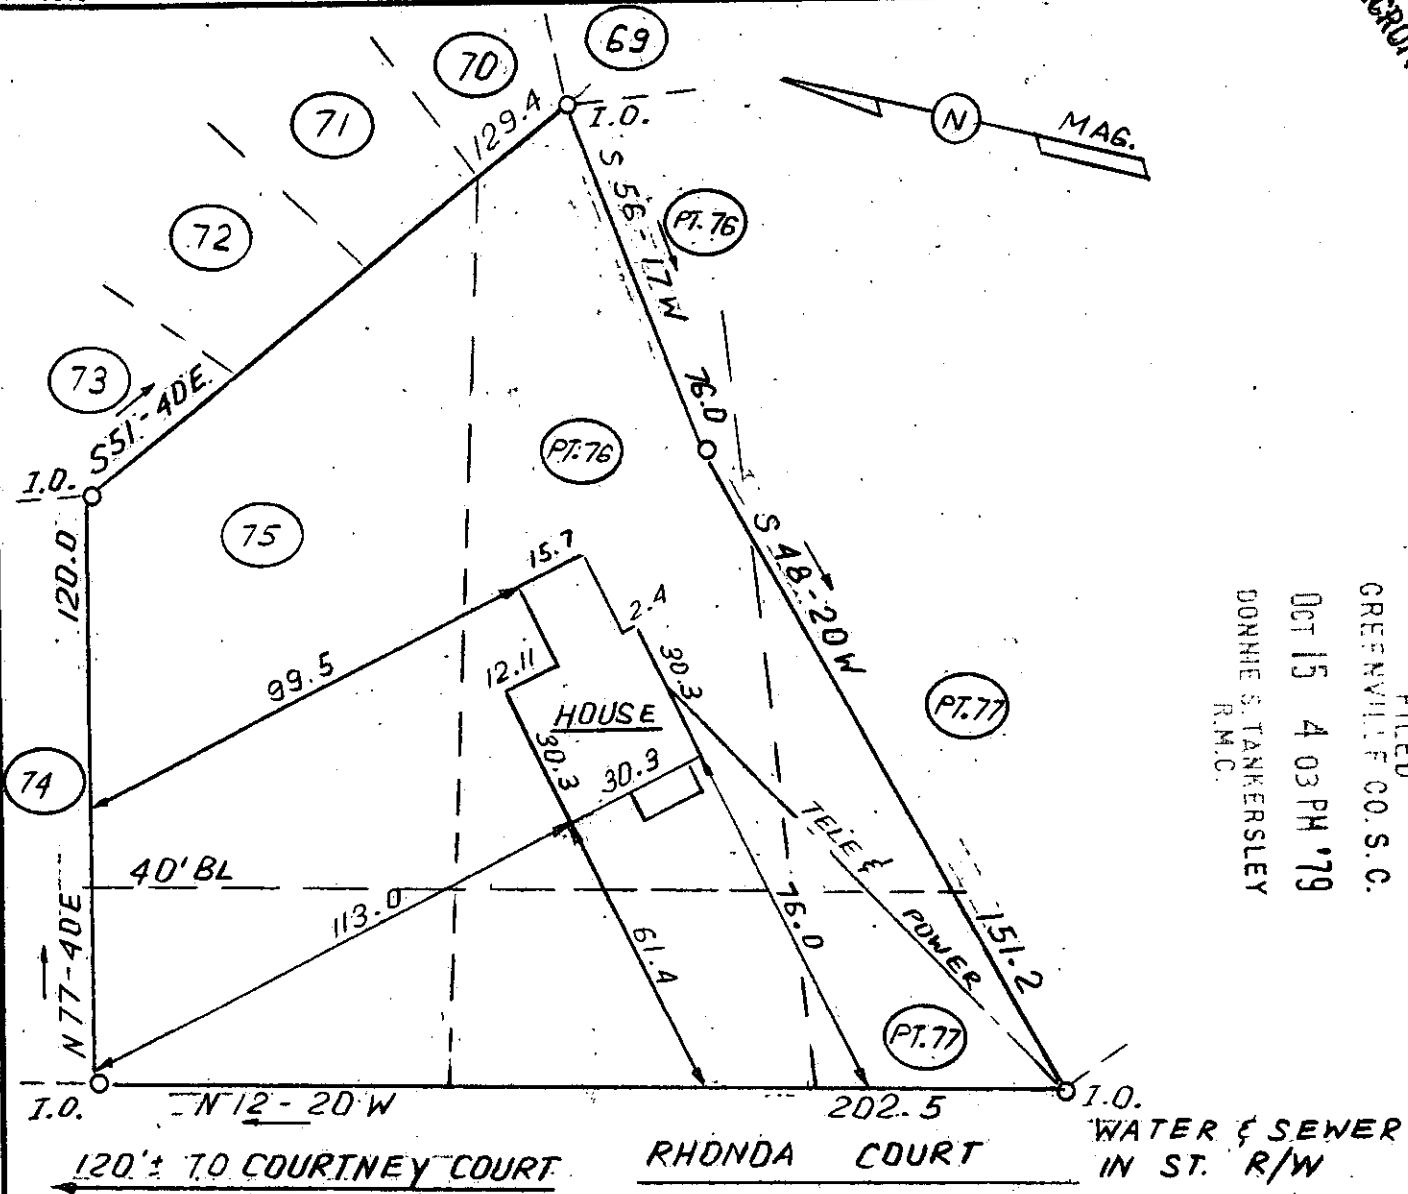 69
70
71
129.4
I.O.
N
MAG.
72
S 56-17 W
PT. 76
73
S51-40E.
76.0
I.O.
PT.76
75
120.0
15.7
S 48-20W
2.4
99.5
12.11
30.3
HOUSE
PT.77
74
30.3
30.3
TELE &
POWER
40' BL
113.0
61.4
76.0
151.2
N 77-40E
PT.77
I.O.
N 12-20 W
202.5
I.O.
120'± TO COURTNEY COURT
RHONDA COURT
WATER & SEWER
IN ST. R/W
FILED
GREENVILLE CO. S. C.
OCT 15 4 03 PM '79
DONNIE S. TANKERSLEY
R.M.C.